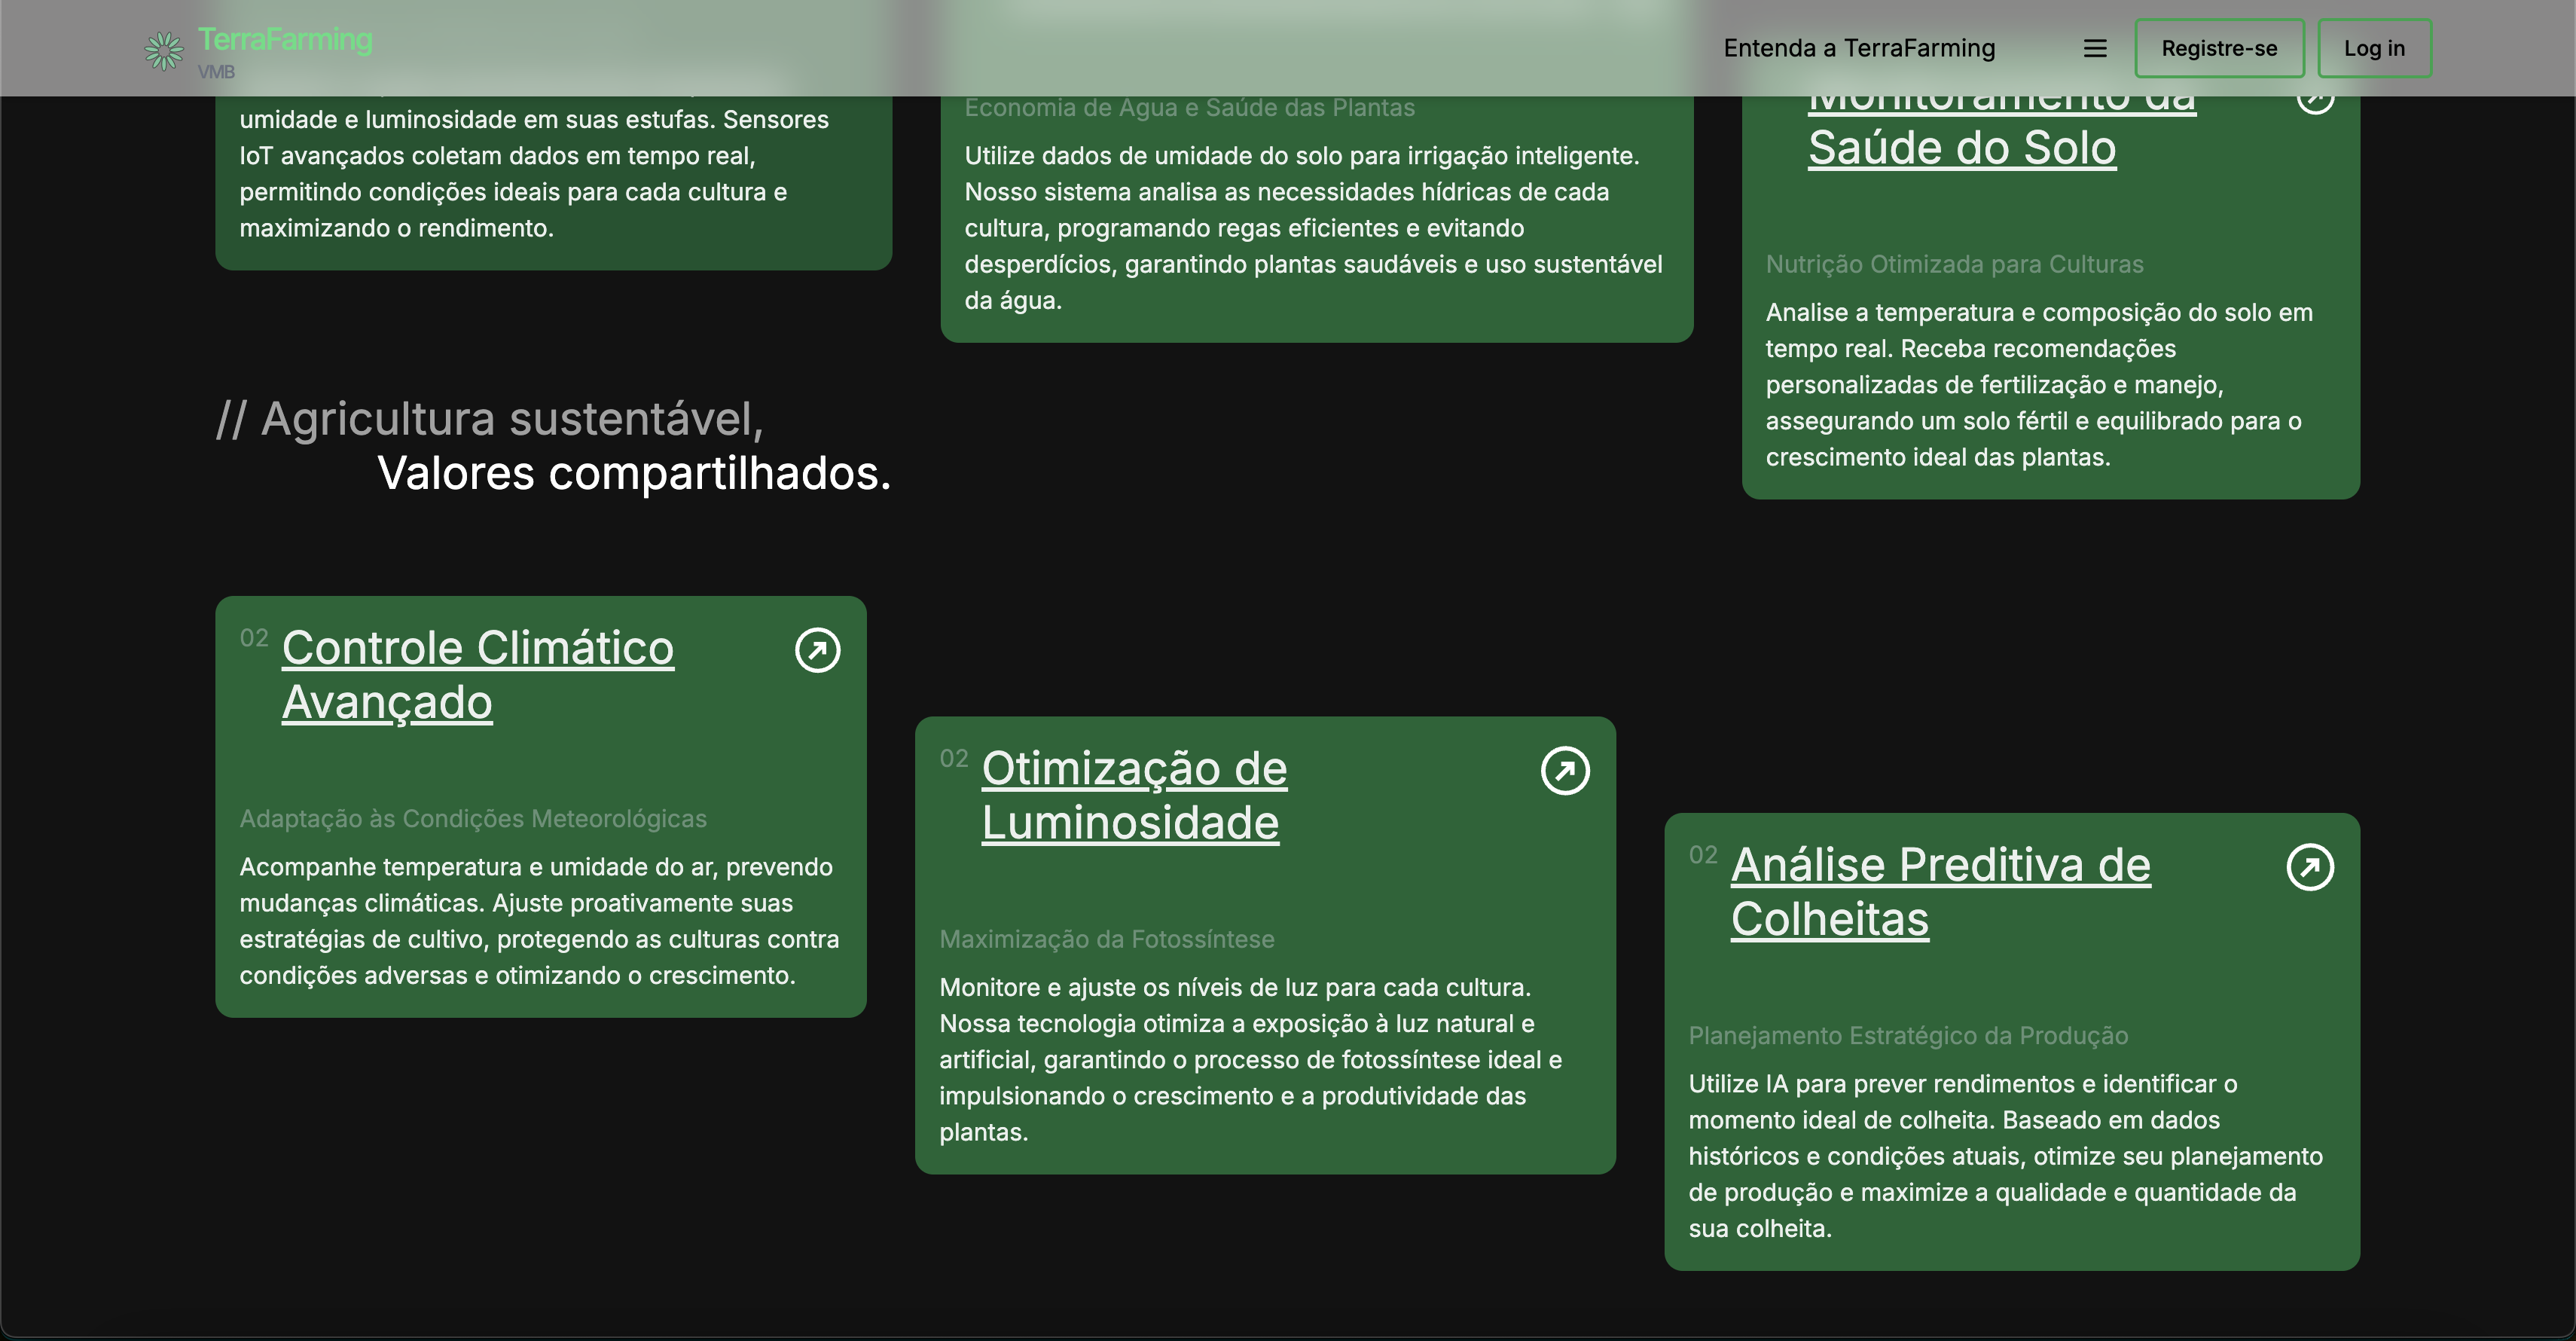 TerraFarming
VMB
Entenda a TerraFarming
Registre-se
Log in
umidade e luminosidade em suas estufas. Sensores
IoT avançados coletam dados em tempo real,
permitindo condições ideais para cada cultura e
maximizando o rendimento.
Economia de Água e Saúde das Plantas
Utilize dados de umidade do solo para irrigação inteligente.
Nosso sistema analisa as necessidades hídricas de cada
cultura, programando regas eficientes e evitando
desperdícios, garantindo plantas saudáveis e uso sustentável
da água.
Monitoramento da
Saúde do Solo
Nutrição Otimizada para Culturas
Analise a temperatura e composição do solo em
tempo real. Receba recomendações
personalizadas de fertilização e manejo,
assegurando um solo fértil e equilibrado para o
crescimento ideal das plantas.
// Agricultura sustentável,
Valores compartilhados.
02
Controle Climático
Avançado
Adaptação às Condições Meteorológicas
Acompanhe temperatura e umidade do ar, prevendo
mudanças climáticas. Ajuste proativamente suas
estratégias de cultivo, protegendo as culturas contra
condições adversas e otimizando o crescimento.
02
Otimização de
Luminosidade
Maximização da Fotossíntese
Monitore e ajuste os níveis de luz para cada cultura.
Nossa tecnologia otimiza a exposição à luz natural e
artificial, garantindo o processo de fotossíntese ideal e
impulsionando o crescimento e a produtividade das
plantas.
02
Análise Preditiva de
Colheitas
Planejamento Estratégico da Produção
Utilize IA para prever rendimentos e identificar o
momento ideal de colheita. Baseado em dados
históricos e condições atuais, otimize seu planejamento
de produção e maximize a qualidade e quantidade da
sua colheita.